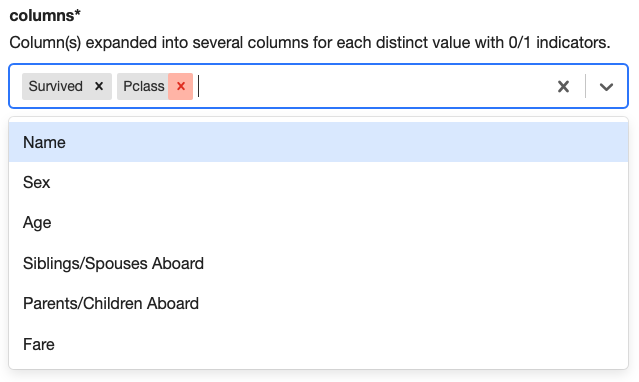 columns*
Column(s) expanded into several columns for each distinct value with 0/1 indicators.
Survived × Pclass ×
Name
Sex
Age
Siblings/Spouses Aboard
Parents/Children Aboard
Fare